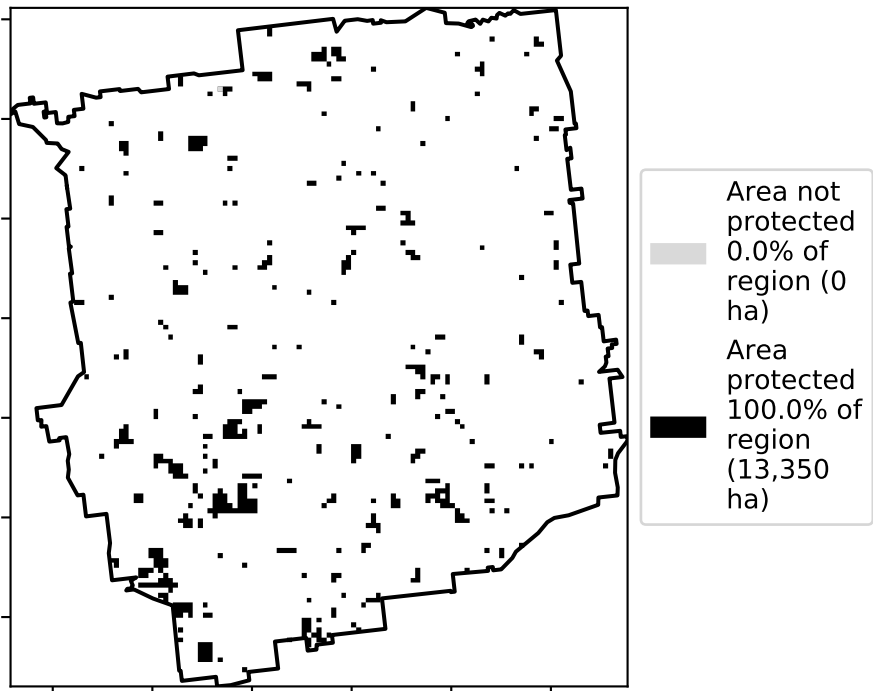 Area not
protected
0.0% of
region (0
ha)
Area
protected
100.0% of
region
(13,350
ha)